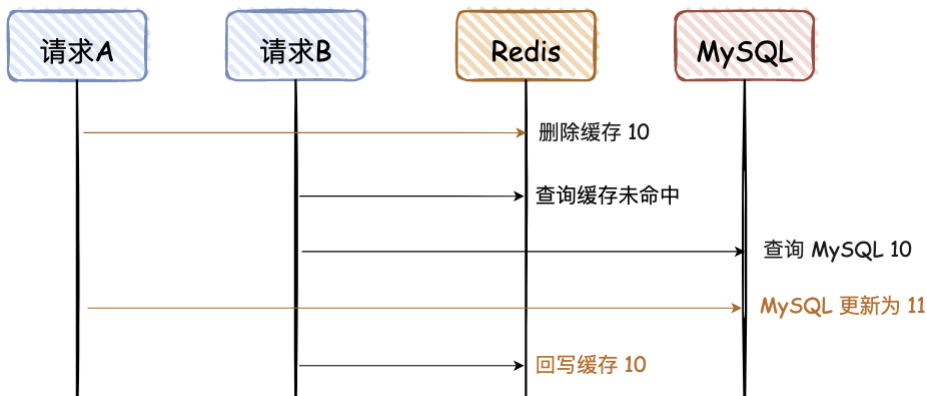 请求A
请求B
Redis
MySQL
删除缓存 10
查询缓存未命中
查询 MySQL 10
MySQL 更新为 11
回写缓存 10